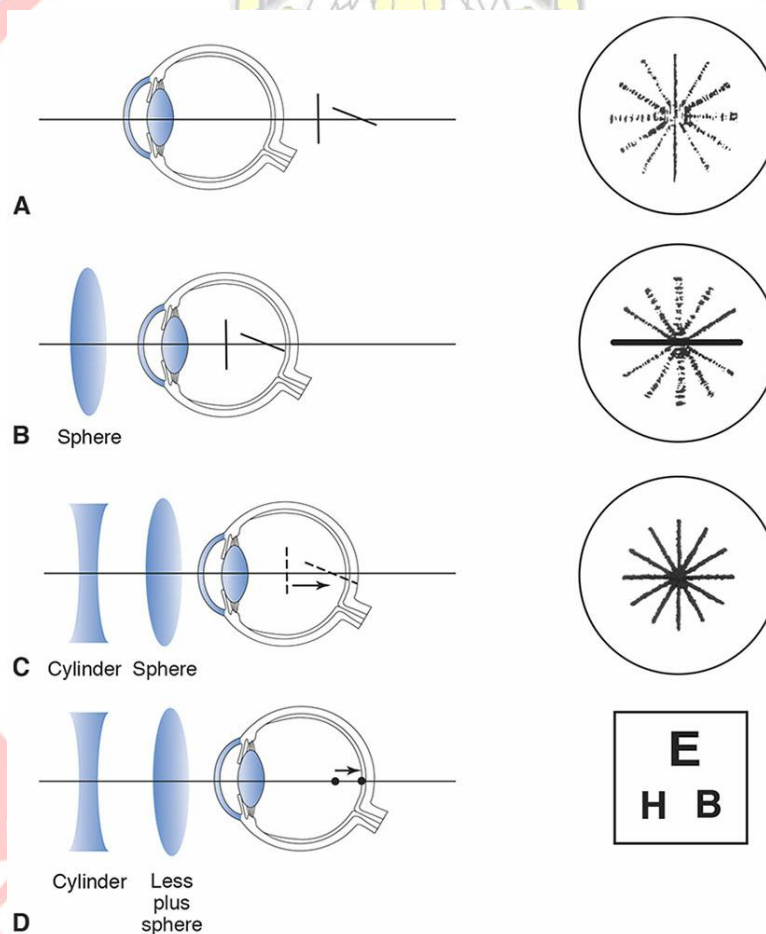 A
B
Sphere
C
Cylinder Sphere
E
H B
Cylinder
Less
plus
sphere
D